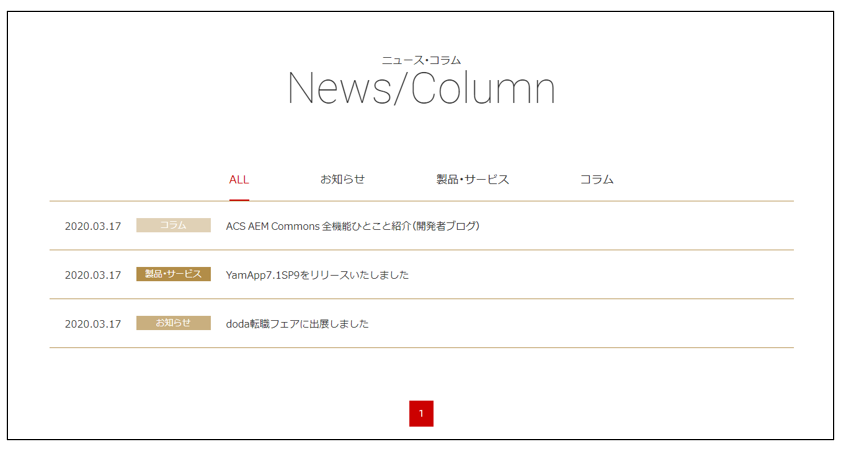 ニュース・コラム
News/Column
ALL お知らせ 製品・サービス コラム
2020.03.17 コラム ACS AEM Commons 全機能ひとこと紹介(開発者ブログ)
2020.03.17 製品・サービス YamApp7.1SP9をリリースいたしました
2020.03.17 お知らせ doda転職フェアに出展しました
1